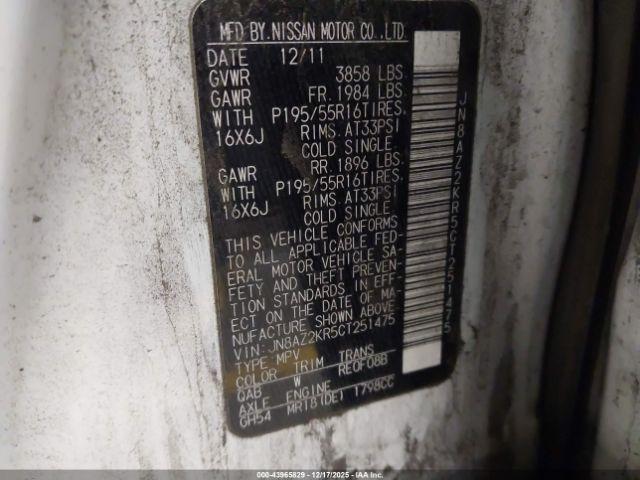 MFD BY.NISSAN MOTOR CO.,LTD.
DATE 12/11
GVWR 3858 LBS.
GAWR FR. 1984 LBS.
WITH P195/55R16TIRES.
16X6J RIMS. AT33PSI
COLD SINGLE.
GAWR RR. 1896 LBS.
WITH P195/55R16TIRES.
16X6J RIMS. AT33PSI
COLD SINGLE.
THIS VEHICLE CONFORMS
TO ALL APPLICABLE FED-
ERAL MOTOR VEHICLE SA-
FETY AND THEFT PREVEN-
TION STANDARDS IN EFF-
ECT ON THE DATE OF MA-
NUFACTURE SHOWN ABOVE.
VIN: JN8AZ2KR5CT251475
TYPE: MPV
COLOR TRIM TRANS
QAB W RE0F08B
AXLE ENGINE
GH54 MR18(DE) 1798CC
JN8AZ2KR5CT251475
000-43965829 - 12/17/2025 - IAAI.COM